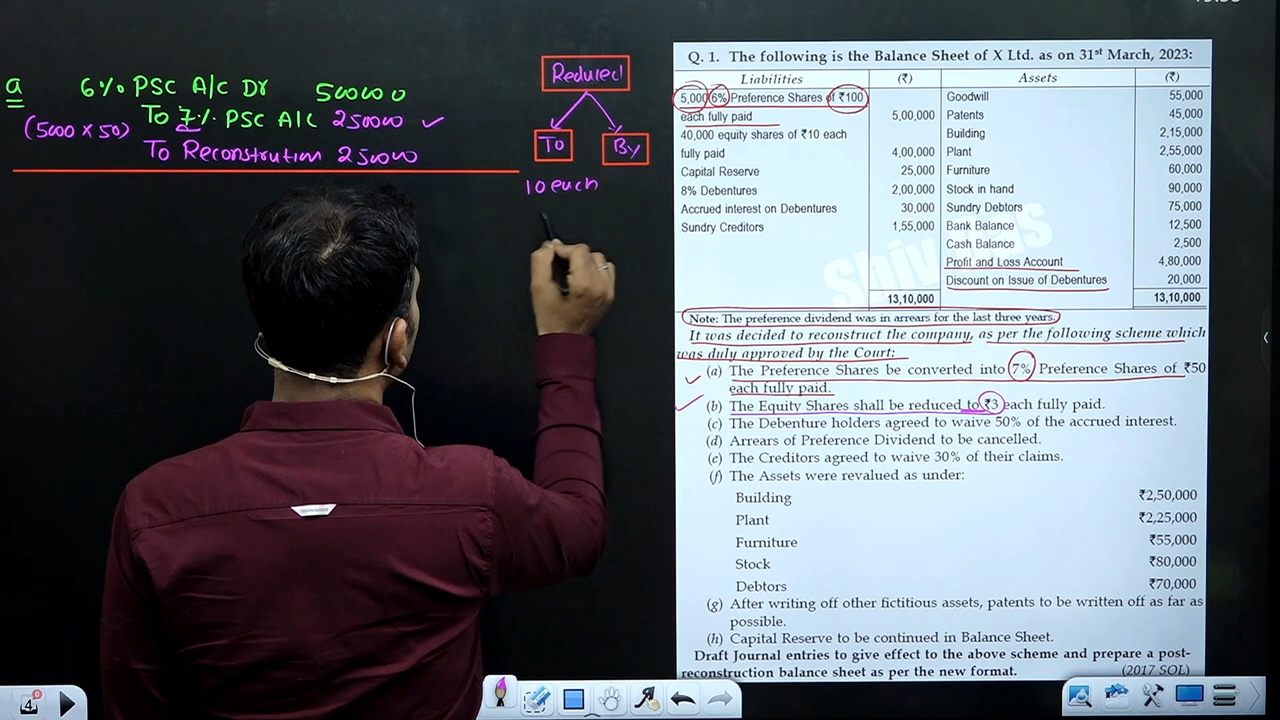 a 6% PSC A/c Dr 500000
To 7% PSC A/C 250000 ✓
(5000 x 50)
To Reconstrution 250000
Reduced
To By
10 each
Q. 1. The following is the Balance Sheet of X Ltd. as on 31st March, 2023:
Liabilities (₹) Assets (₹)
5,000 6% Preference Shares of ₹100 Goodwill 55,000
each fully paid 5,00,000 Patents 45,000
40,000 equity shares of ₹10 each Building 2,15,000
fully paid 4,00,000 Plant 2,55,000
Capital Reserve 25,000 Furniture 60,000
8% Debentures 2,00,000 Stock in hand 90,000
Accrued interest on Debentures 30,000 Sundry Debtors 75,000
Sundry Creditors 1,55,000 Bank Balance 12,500
Cash Balance 2,500
Profit and Loss Account 4,80,000
Discount on Issue of Debentures 20,000
13,10,000 13,10,000
Note: The preference dividend was in arrears for the last three years.
It was decided to reconstruct the company, as per the following scheme which
was duly approved by the Court:
(a) The Preference Shares be converted into 7% Preference Shares of ₹50
each fully paid.
(b) The Equity Shares shall be reduced to ₹3 each fully paid.
(c) The Debenture holders agreed to waive 50% of the accrued interest.
(d) Arrears of Preference Dividend to be cancelled.
(e) The Creditors agreed to waive 30% of their claims.
(f) The Assets were revalued as under:
Building ₹2,50,000
Plant ₹2,25,000
Furniture ₹55,000
Stock ₹80,000
Debtors ₹70,000
(g) After writing off other fictitious assets, patents to be written off as far as
possible.
(h) Capital Reserve to be continued in Balance Sheet.
Draft Journal entries to give effect to the above scheme and prepare a post-
reconstruction balance sheet as per the new format. (2017 SOL)
4